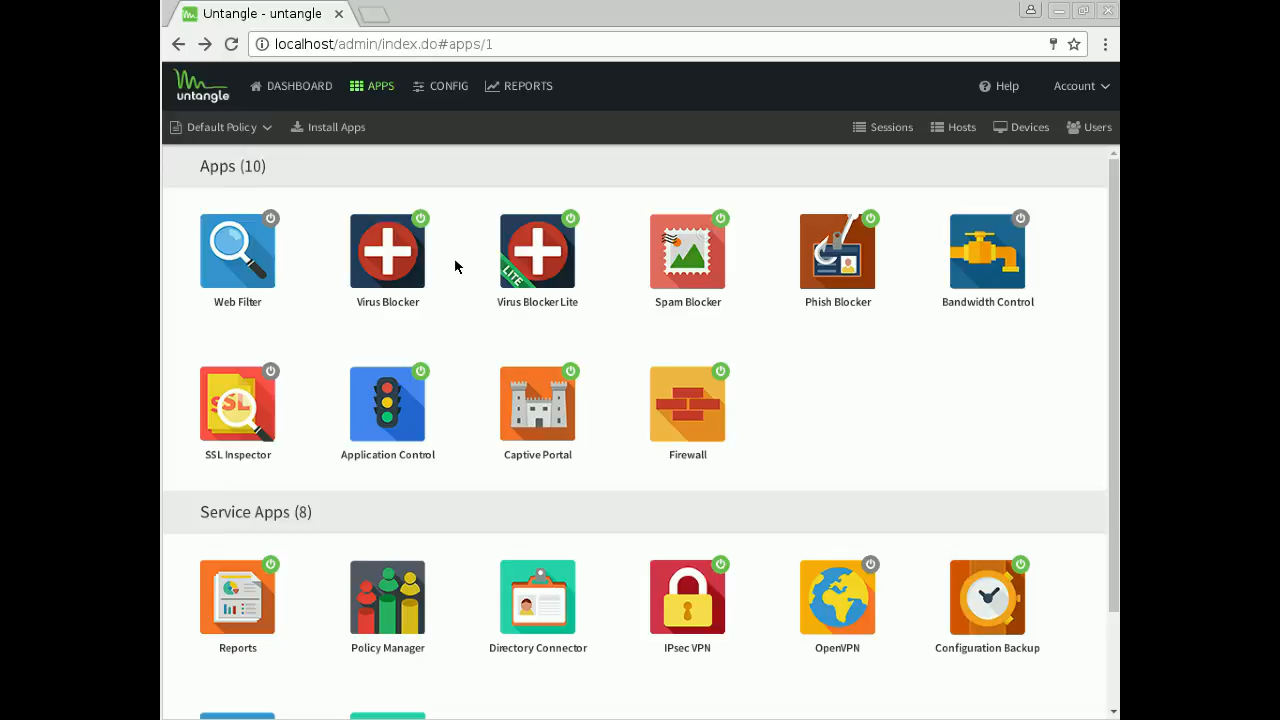 Untangle - untangle
localhost/admin/index.do#apps/1
untangle
DASHBOARD
APPS
CONFIG
REPORTS
Help
Account
Default Policy
Install Apps
Sessions
Hosts
Devices
Users
Apps (10)
LITE
Web Filter
Virus Blocker
Virus Blocker Lite
Spam Blocker
Phish Blocker
Bandwidth Control
SSL
SSL Inspector
Application Control
Captive Portal
Firewall
Service Apps (8)
Reports
Policy Manager
Directory Connector
IPsec VPN
OpenVPN
Configuration Backup